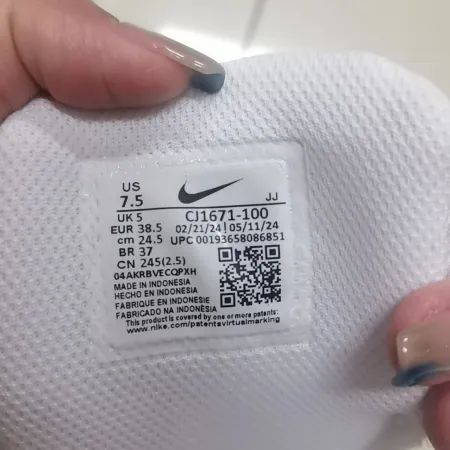 US
7.5
JJ
UK 5
CJ1671-100
EUR 38.5
02/21/24 | 05/11/24
cm 24.5
UPC 00193658086851
BR 37
CN 245(2.5)
04AKRBVECQPXH
MADE IN INDONESIA
HECHO EN INDONESIA
FABRIQUE EN INDONESIE
FABRICADO NA INDONÉSIA
This product is covered by one or more patents:
www.nike.com/patentsvirtualmarking